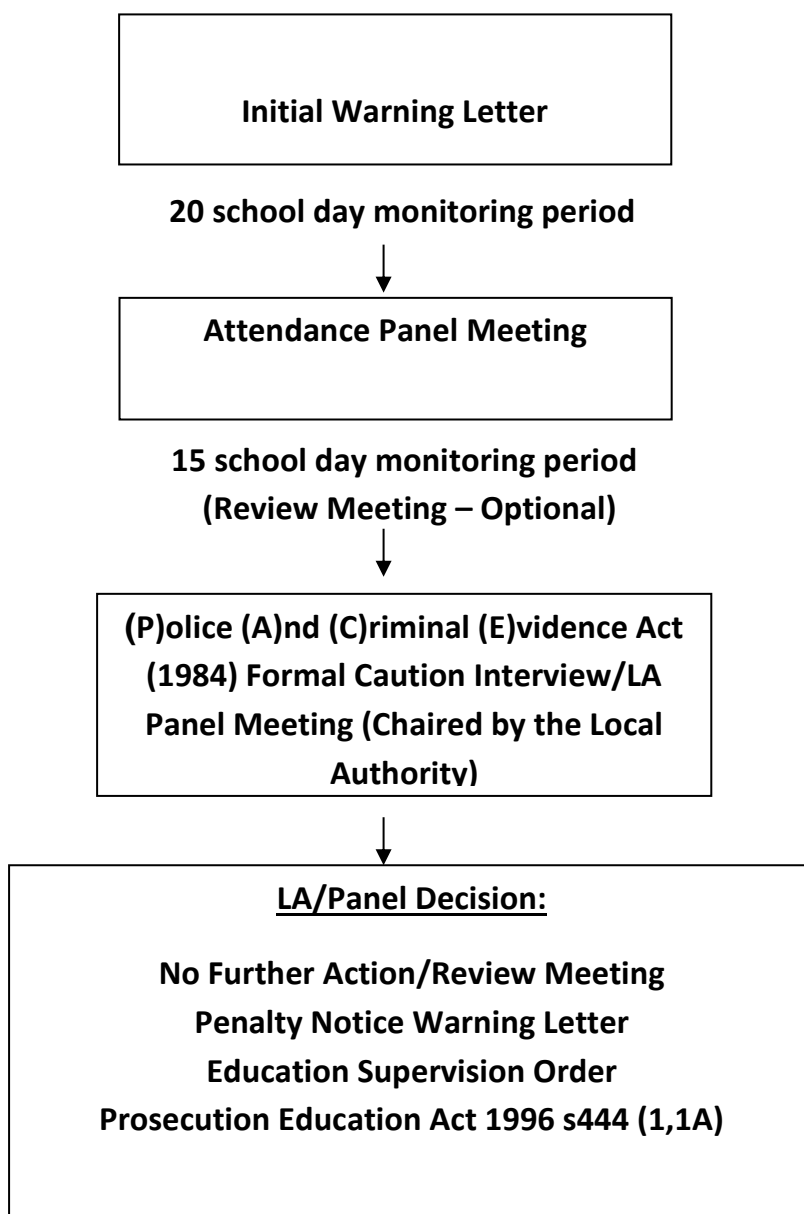 Initial Warning Letter
20 school day monitoring period
Attendance Panel Meeting
15 school day monitoring period
(Review Meeting – Optional)
(P)olice (A)nd (C)riminal (E)vidence Act
(1984) Formal Caution Interview/LA
Panel Meeting (Chaired by the Local
Authority)
LA/Panel Decision:
No Further Action/Review Meeting
Penalty Notice Warning Letter
Education Supervision Order
Prosecution Education Act 1996 s444 (1,1A)